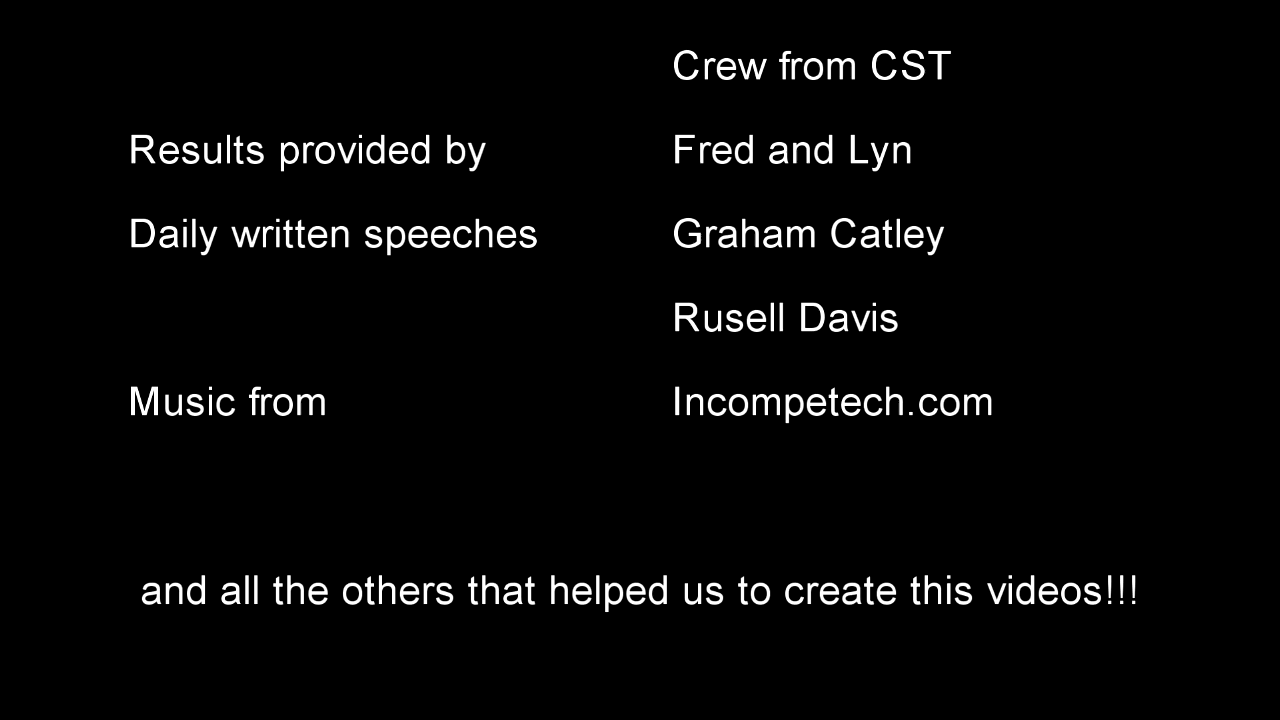 Crew from CST
Results provided by Fred and Lyn
Daily written speeches Graham Catley
Rusell Davis
Music from Incompetech.com
and all the others that helped us to create this videos!!!